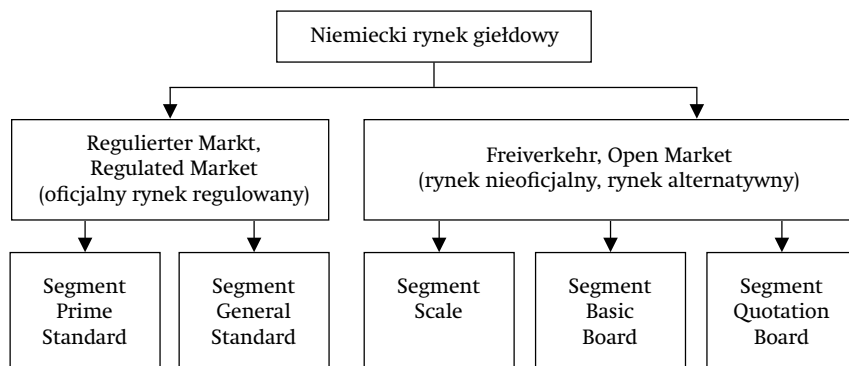 Niemiecki rynek giełdowy
Regulierter Markt,
Regulated Market
(oficjalny rynek regulowany)
Freiverkehr, Open Market
(rynek nieoficjalny, rynek alternatywny)
Segment
Prime
Standard
Segment
General
Standard
Segment
Scale
Segment
Basic
Board
Segment
Quotation
Board